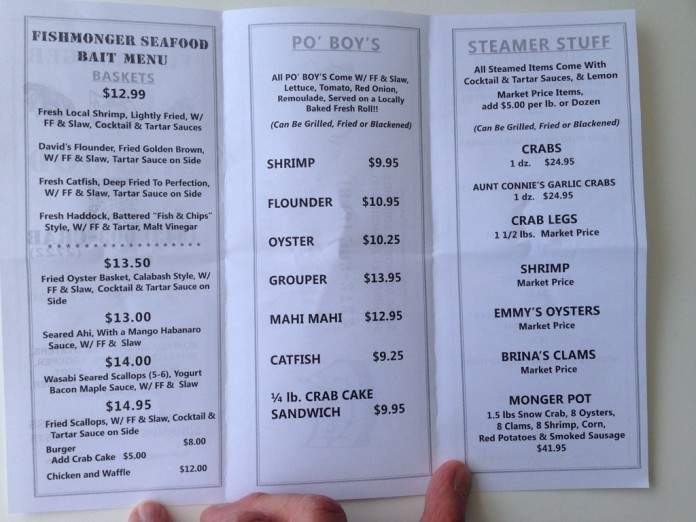 FISHMONGER SEAFOOD
BAIT MENU
BASKETS
$12.99
Fresh Local Shrimp, Lightly Fried, W/
FF & Slaw, Cocktail & Tartar Sauces
David's Flounder, Fried Golden Brown,
W/ FF & Slaw, Tartar Sauce on Side
Fresh Catfish, Deep Fried To Perfection,
W/ FF & Slaw, Tartar Sauce on Side
Fresh Haddock, Battered "Fish & Chips"
Style, W/ FF & Tartar, Malt Vinegar
* * * * * * * * * * * * * * * * * *
$13.50
Fried Oyster Basket, Calabash Style, W/
FF & Slaw, Cocktail & Tartar Sauce on
Side
$13.00
Seared Ahi, With a Mango Habanaro
Sauce, W/ FF & Slaw
$14.00
Wasabi Seared Scallops (5-6), Yogurt
Bacon Maple Sauce, W/ FF & Slaw
$14.95
Fried Scallops, W/ FF & Slaw, Cocktail &
Tartar Sauce on Side
Burger $8.00
Add Crab Cake $5.00
Chicken and Waffle $12.00
PO' BOY'S
All PO' BOY'S Come W/ FF & Slaw,
Lettuce, Tomato, Red Onion,
Remoulade, Served on a Locally
Baked Fresh Roll!!
(Can Be Grilled, Fried or Blackened)
SHRIMP $9.95
FLOUNDER $10.95
OYSTER $10.25
GROUPER $13.95
MAHI MAHI $12.95
CATFISH $9.25
¼ lb. CRAB CAKE
SANDWICH $9.95
STEAMER STUFF
All Steamed Items Come With
Cocktail & Tartar Sauces, & Lemon
Market Price Items,
add $5.00 per lb. or Dozen
(Can Be Grilled, Fried or Blackened)
CRABS
1 dz. $24.95
AUNT CONNIE'S GARLIC CRABS
1 dz. $24.95
CRAB LEGS
1 1/2 lbs. Market Price
SHRIMP
Market Price
EMMY'S OYSTERS
Market Price
BRINA'S CLAMS
Market Price
MONGER POT
1.5 lbs Snow Crab, 8 Oysters,
8 Clams, 8 Shrimp, Corn,
Red Potatoes & Smoked Sausage
$41.95